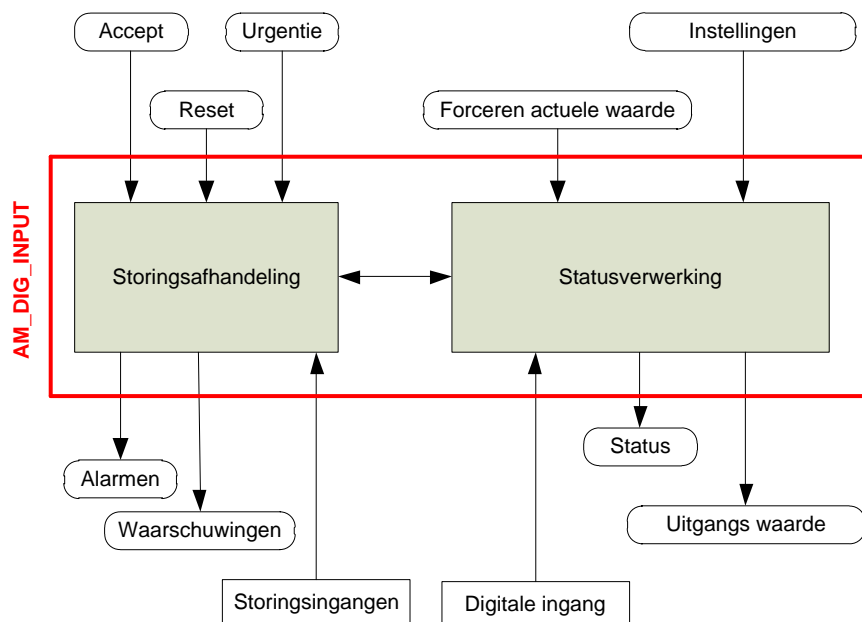 Accept
Urgentie
Instellingen
Reset
Forceren actuele waarde
AM_DIG_INPUT
Storingsafhandeling
Statusverwerking
Alarmen
Status
Waarschuwingen
Uitgangs waarde
Storingsingangen
Digitale ingang